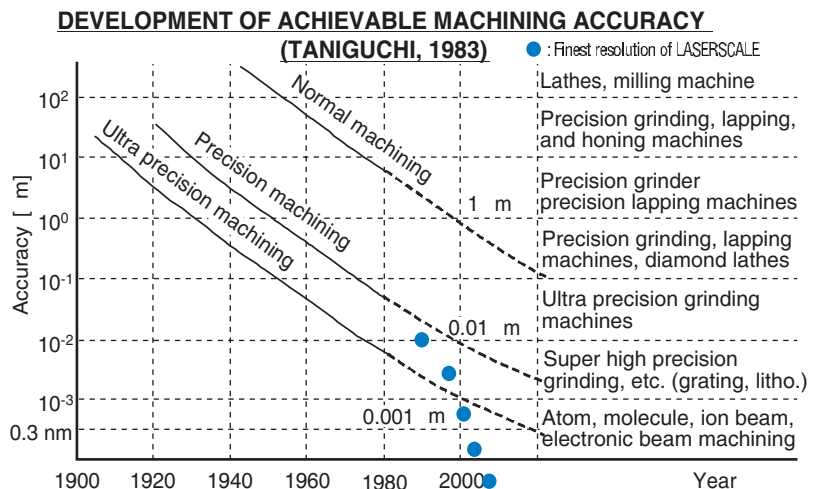 DEVELOPMENT OF ACHIEVABLE MACHINING ACCURACY
(TANIGUCHI, 1983)
: Finest resolution of LASERSCALE
Accuracy [ m]
10²
10¹
10⁰
10⁻¹
10⁻²
10⁻³
0.3 nm
Normal machining
Precision machining
Ultra precision machining
1 m
0.01 m
0.001 m
Lathes, milling machine
Precision grinding, lapping,
and honing machines
Precision grinder
precision lapping machines
Precision grinding, lapping
machines, diamond lathes
Ultra precision grinding
machines
Super high precision
grinding, etc. (grating, litho.)
Atom, molecule, ion beam,
electronic beam machining
1900 1920 1940 1960 1980 2000 Year